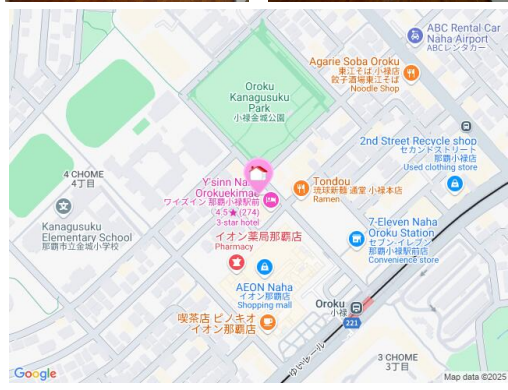 ABC Rental Car
Naha Airport
ABCレンタカー
Agarie Soba Oroku
東江そば 小禄店
餃子酒場東江そば
Noodle Shop
Oroku
Kanagusuku
Park
小禄金城公園
2nd Street Recycle shop
セカンドストリート
那覇小禄店
Used clothing store
4 CHOME
4丁目
Y'sinn Na
Orokuekimae
ワイズイン 那覇小禄駅前
4.5★(274)
3-star hotel
Tondou
琉球新麺 通堂 小禄本店
Ramen
Kanagusuku
Elementary School
那覇市立金城小学校
7-Eleven Naha
Oroku Station
セブン-イレブン
那覇小禄駅前店
Convenience store
イオン薬局那覇店
Pharmacy
AEON Naha
イオン那覇店
Shopping mall
Oroku
小禄
221
喫茶店 ピノキオ
イオン那覇店
ゆいレール
3 CHOME
3丁目
Google
Map data ©2025